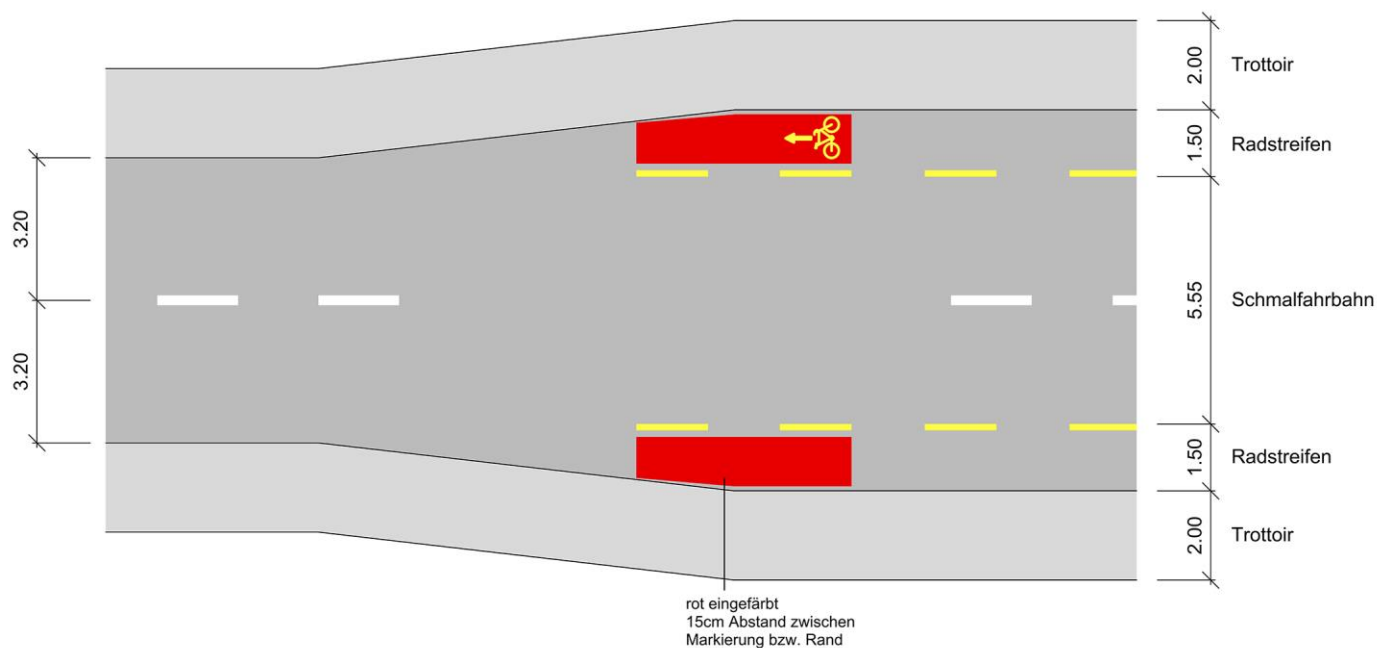 2.00 Trottoir
1.50 Radstreifen
3.20
5.55 Schmalfahrbahn
3.20
1.50 Radstreifen
2.00 Trottoir
rot eingefärbt
15cm Abstand zwischen
Markierung bzw. Rand